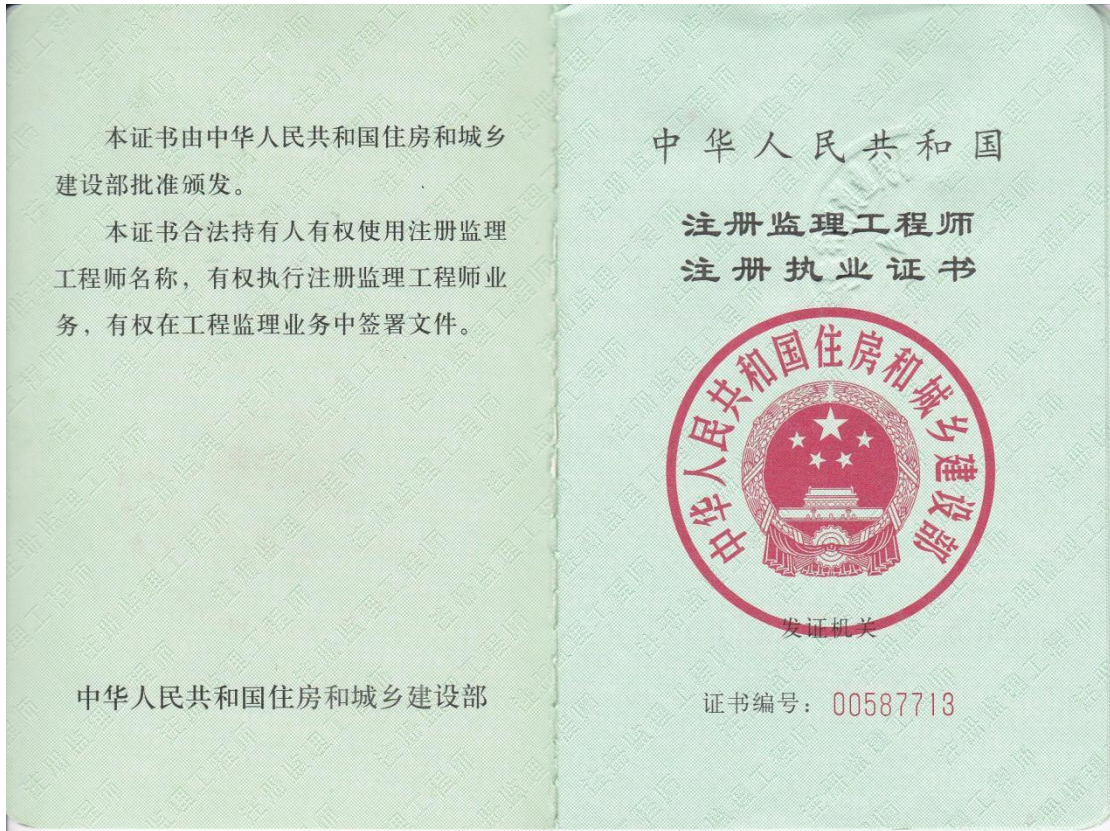 本证书由中华人民共和国住房和城乡
建设部批准颁发。
本证书合法持有人有权使用注册监理
工程师名称，有权执行注册监理工程师业
务，有权在工程监理业务中签署文件。
中华人民共和国住房和城乡建设部
中华人民共和国
注册监理工程师
注册执业证书
中华人民共和国住房和城乡建设部
发证机关
证书编号：00587713